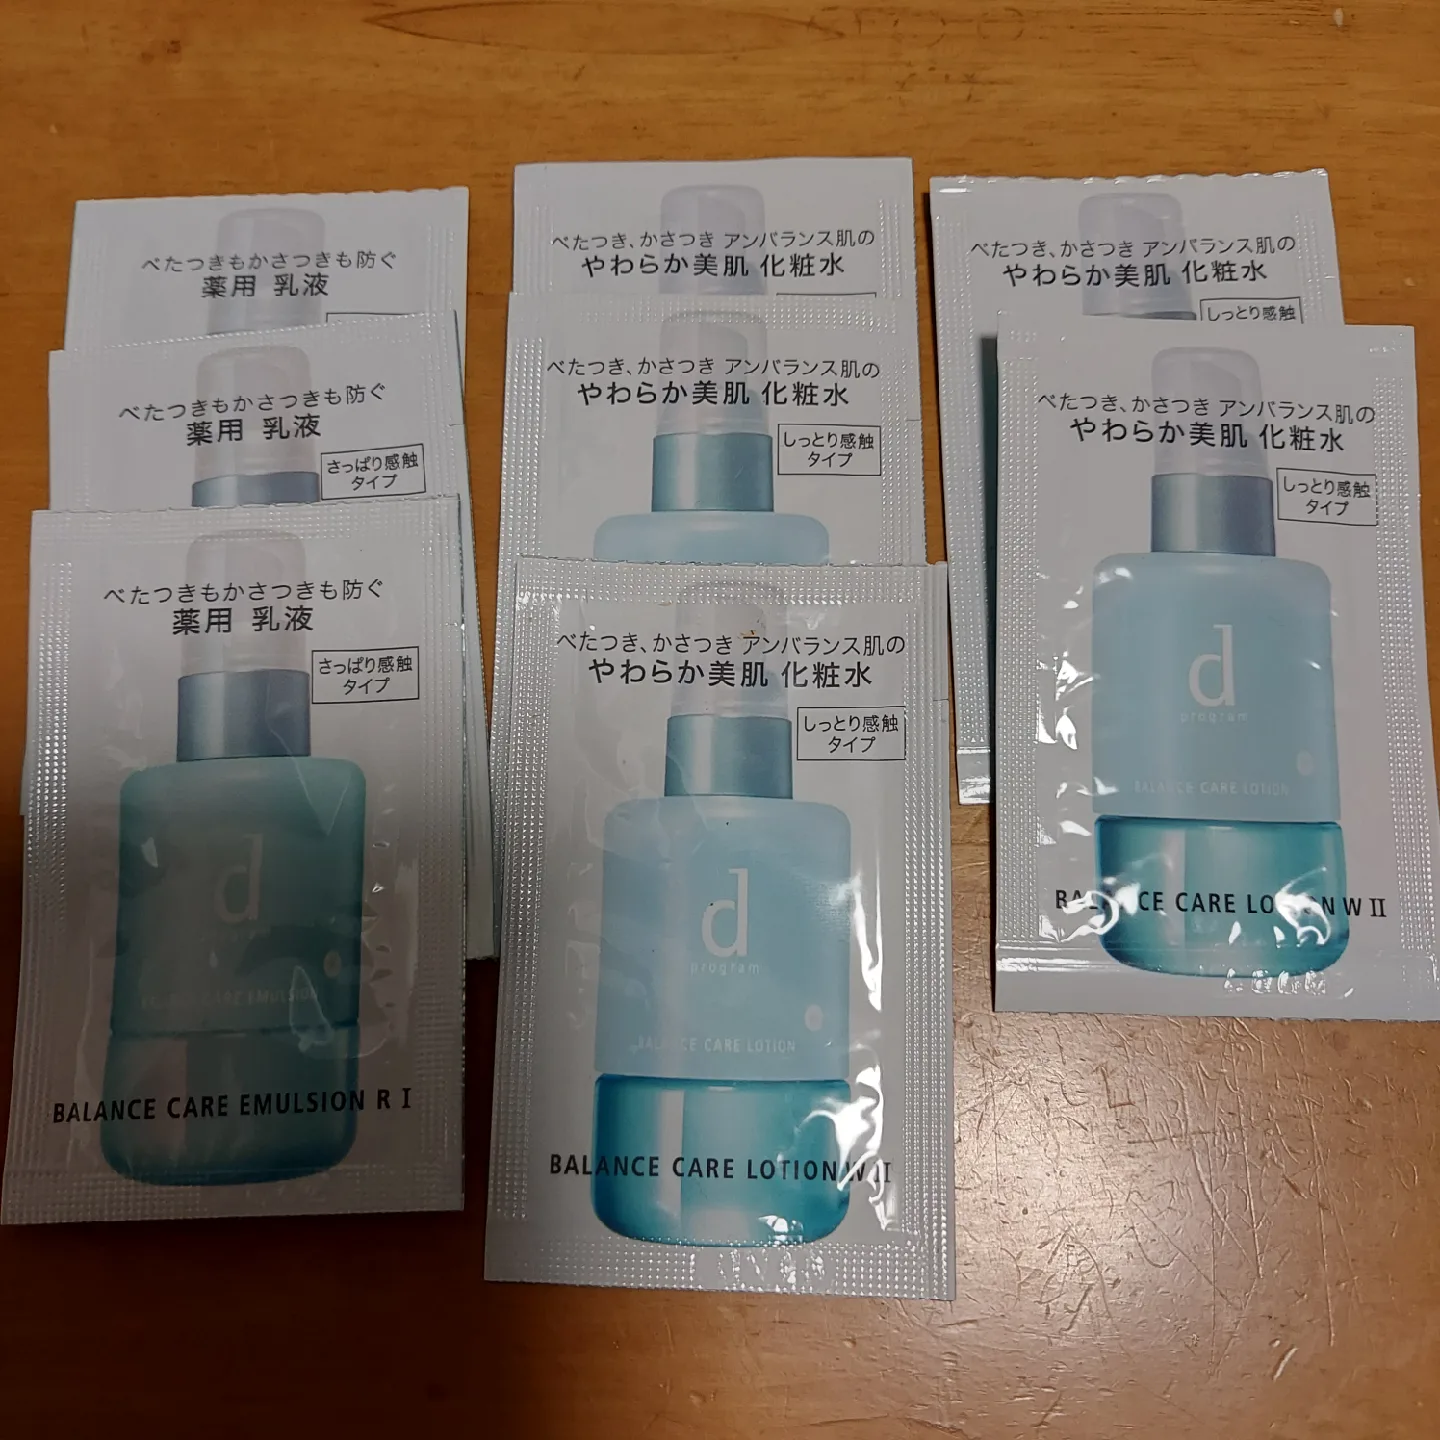 べたつきもかさつきも防ぐ
薬用 乳液
べたつきもかさつきも防ぐ
薬用 乳液
さっぱり感触
タイプ
べたつきもかさつきも防ぐ
薬用 乳液
さっぱり感触
タイプ
d
CARE EMULSION
BALANCE CARE EMULSION R I
べたつき、かさつき アンバランス肌の
やわらか美肌 化粧水
べたつき、かさつき アンバランス肌の
やわらか美肌 化粧水
しっとり感触
タイプ
べたつき、かさつき アンバランス肌の
やわらか美肌 化粧水
しっとり感触
タイプ
d
program
BALANCE CARE LOTION
BALANCE CARE LOTION W II
べたつき、かさつき アンバランス肌の
やわらか美肌 化粧水
しっとり感触
べたつき、かさつき アンバランス肌の
やわらか美肌 化粧水
しっとり感触
タイプ
d
program
BALANCE CARE LOTION
BALANCE CARE LOTION W II